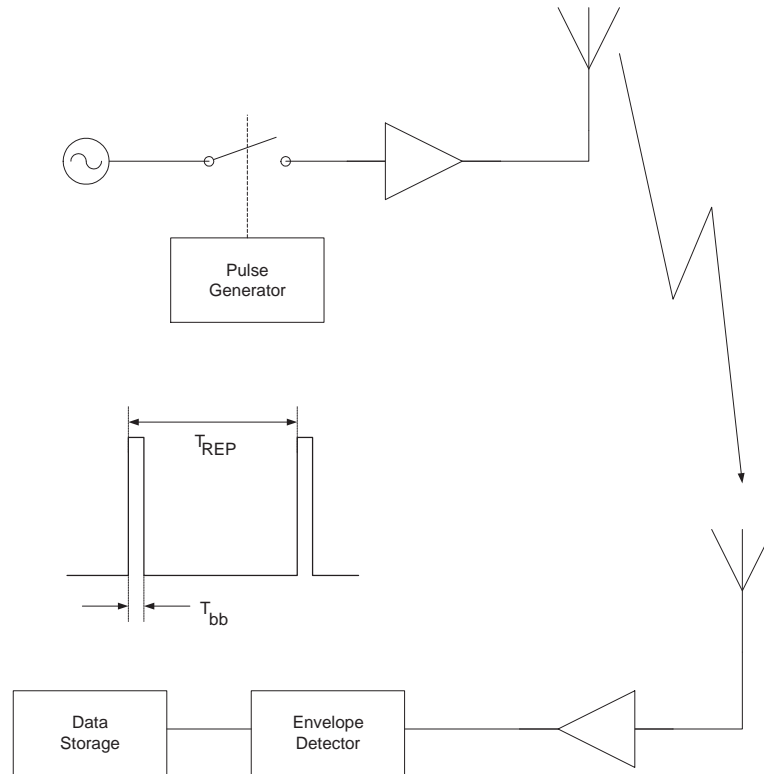 Pulse
Generator
T_REP
T_bb
Data
Storage
Envelope
Detector